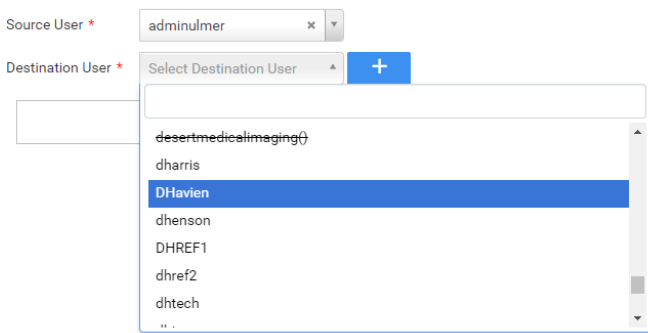 Source User * adminulmer ×
Destination User * Select Destination User +
desertmedicalimaging()
dharris
DHavien
dhenson
DHREF1
dhref2
dhtech